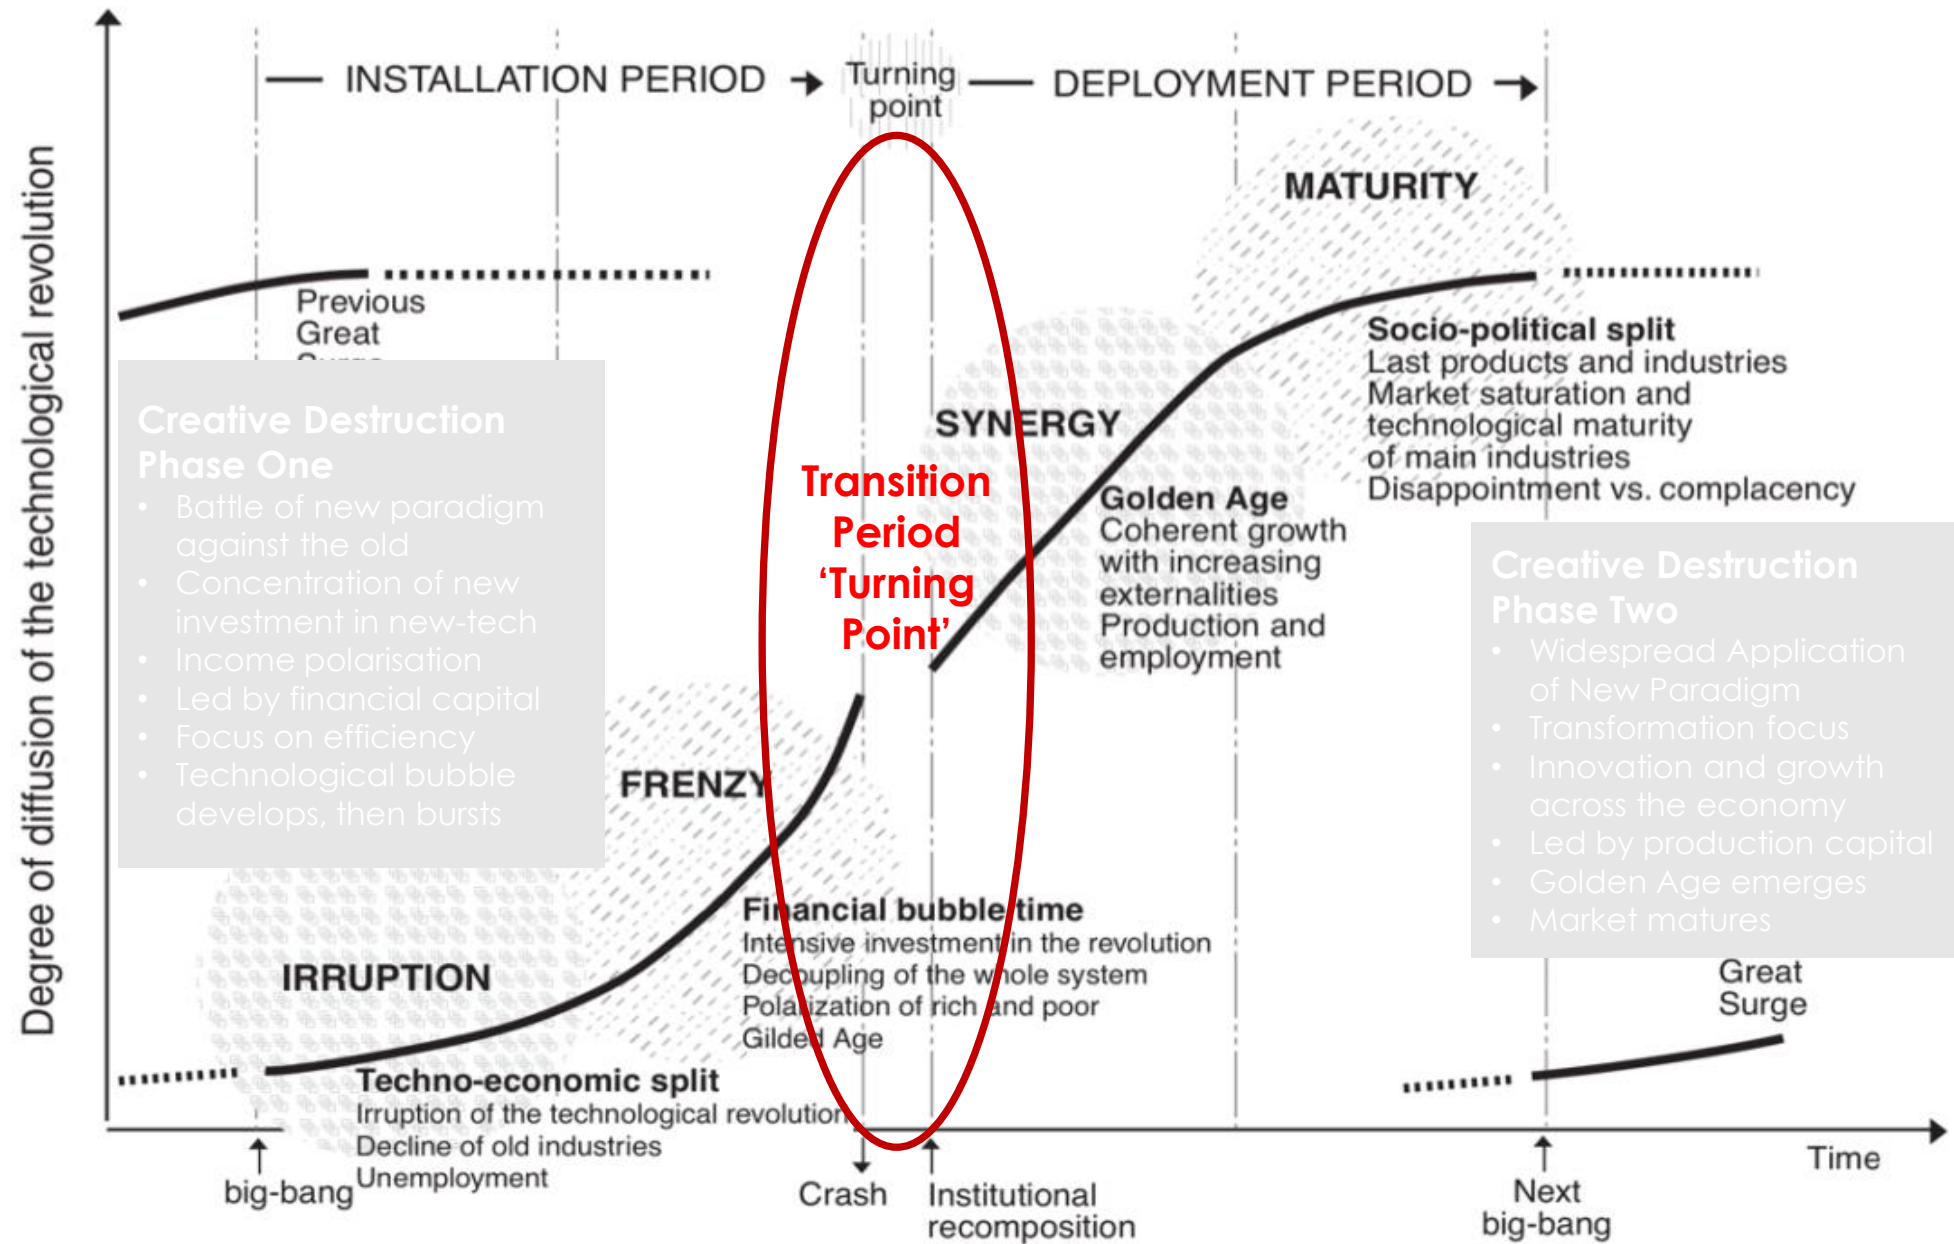 INSTALLATION PERIOD
Turning
point
DEPLOYMENT PERIOD
Degree of diffusion of the technological revolution
MATURITY
Previous
Great
Socio-political split
Last products and industries
Market saturation and
technological maturity
of main industries
Disappointment vs. complacency
Creative Destruction
Phase One
• Battle of new paradigm
against the old
• Concentration of new
investment in new-tech
• Income polarisation
• Led by financial capital
• Focus on efficiency
• Technological bubble
develops, then bursts
SYNERGY
Transition
Period
‘Turning
Point’
Golden Age
Coherent growth
with increasing
externalities
Production and
employment
Creative Destruction
Phase Two
• Widespread Application
of New Paradigm
• Transformation focus
• Innovation and growth
across the economy
• Led by production capital
• Golden Age emerges
• Market matures
FRENZY
Financial bubble time
Intensive investment in the revolution
Decoupling of the whole system
Polarization of rich and poor
Gilded Age
IRRUPTION
Great
Surge
Techno-economic split
Irruption of the technological revolution
Decline of old industries
Unemployment
big-bang
Crash
Institutional
recomposition
Next
big-bang
Time